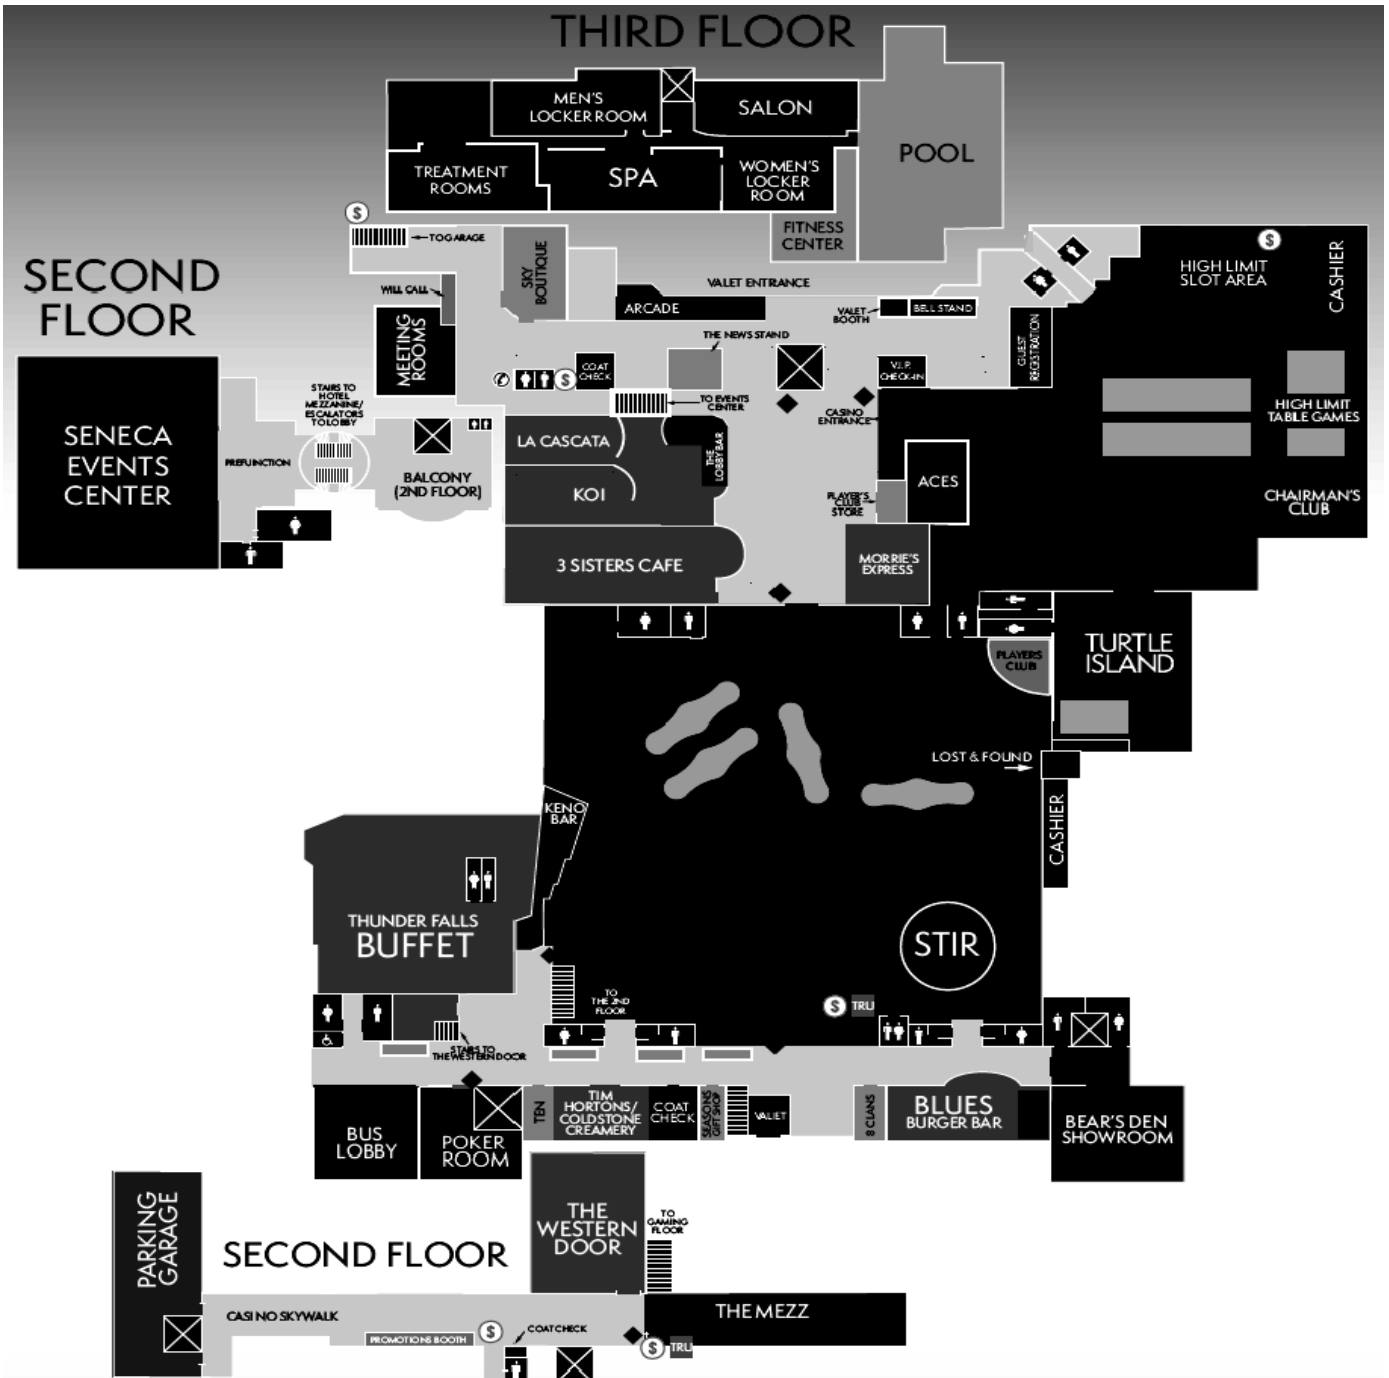 THIRD FLOOR
MEN'S
LOCKER ROOM
SALON
POOL
TREATMENT
ROOMS
SPA
WOMEN'S
LOCKER
ROOM
FITNESS
CENTER
$
TO GARAGE
SKY
BOUTIQUE
SECOND
FLOOR
WILL CALL
MEETING
ROOMS
VALET ENTRANCE
ARCADE
VALET
BOOTH
BELL STAND
GUEST
REGISTRATION
$
HIGH LIMIT
SLOT AREA
CASHIER
THE NEWS STAND
COAT
CHECK
$
V.I.P.
CHECK-IN
TO EVENTS
CENTER
CASINO
ENTRANCE
HIGH LIMIT
TABLE GAMES
STAIRS TO
HOTEL
MEZZANINE/
ESCALATORS
TO LOBBY
SENECA
EVENTS
CENTER
PREFUNCTION
BALCONY
(2ND FLOOR)
LA CASCATA
THE
LOBBY BAR
KOI
ACES
PLAYER'S
CLUB
STORE
CHAIRMAN'S
CLUB
3 SISTERS CAFE
MORRIE'S
EXPRESS
PLAYERS
CLUB
TURTLE
ISLAND
LOST & FOUND
CASHIER
KENO
BAR
THUNDER FALLS
BUFFET
STIR
TO
THE 2ND
FLOOR
$
TRU
STAIRS TO
THE WESTERN DOOR
BUS
LOBBY
POKER
ROOM
TEN
TIM
HORTONS/
COLDSTONE
CREAMERY
COAT
CHECK
SEASONS
GIFT SHOP
VALET
8 CLANS
BLUES
BURGER BAR
BEAR'S DEN
SHOWROOM
PARKING
GARAGE
SECOND FLOOR
THE
WESTERN
DOOR
TO
GAMING
FLOOR
CASINO SKYWALK
PROMOTIONS BOOTH
$
COAT CHECK
THE MEZZ
$
TRU